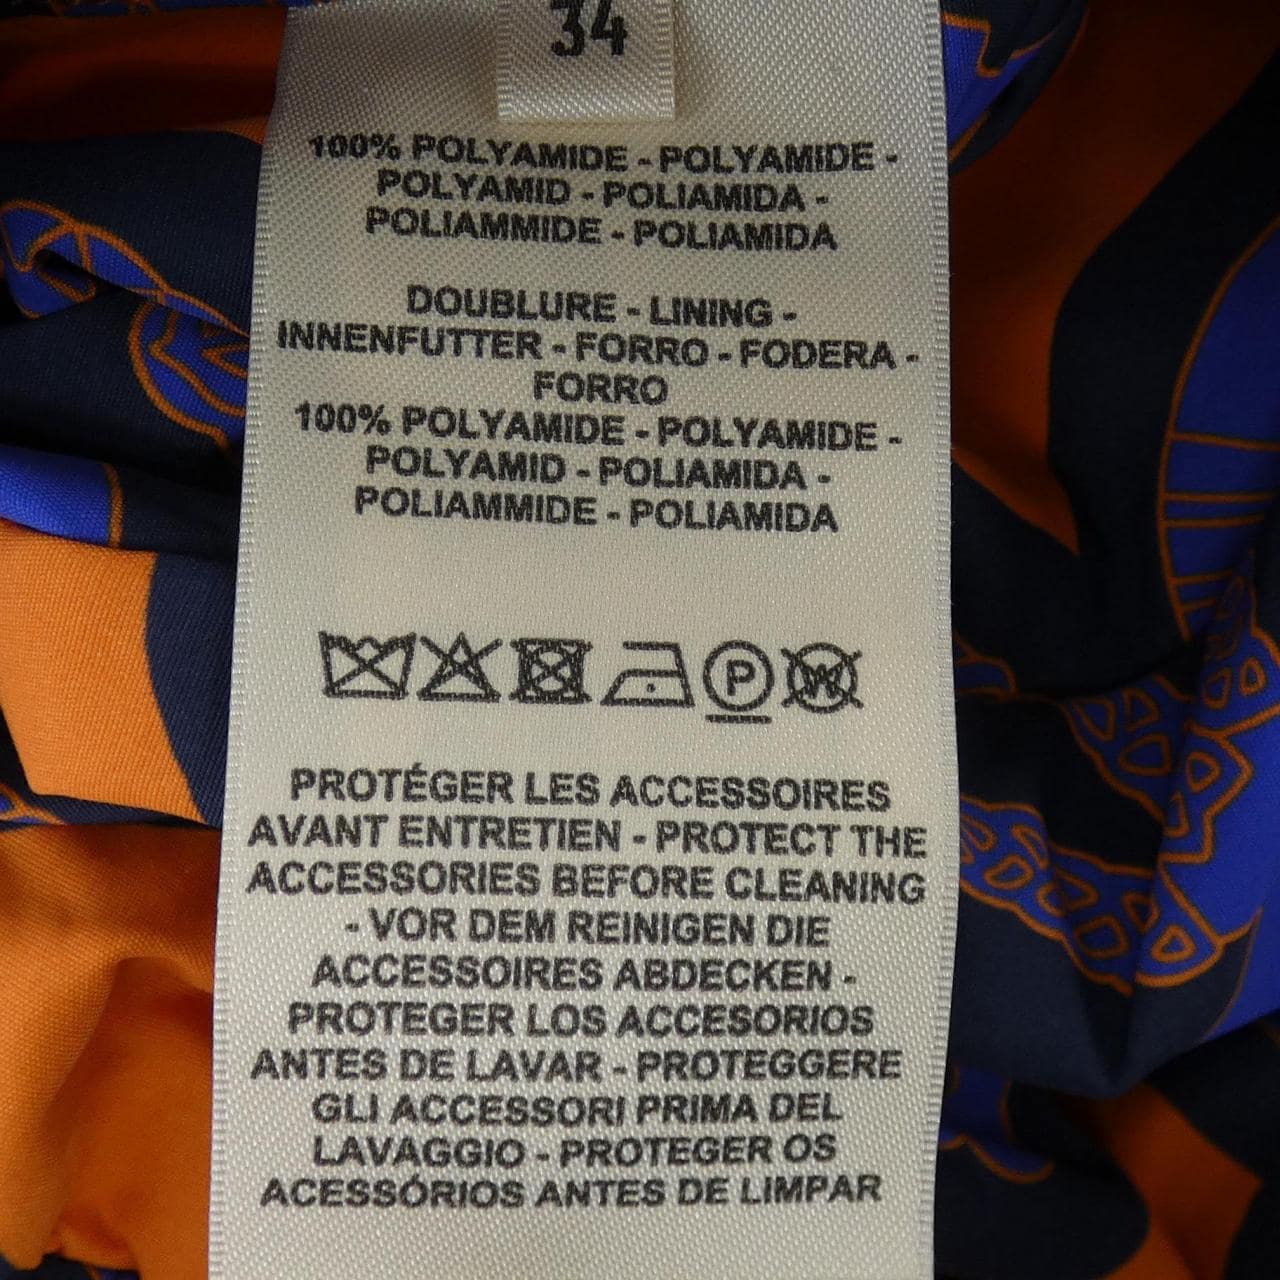 34
100% POLYAMIDE - POLYAMIDE -
POLYAMID - POLIAMIDA -
POLIAMMIDE - POLIAMIDA
DOUBLURE - LINING -
INNENFUTTER - FORRO - FODERA -
FORRO
100% POLYAMIDE - POLYAMIDE -
POLYAMID - POLIAMIDA -
POLIAMMIDE - POLIAMIDA
P W
PROTÉGER LES ACCESSOIRES
AVANT ENTRETIEN - PROTECT THE
ACCESSORIES BEFORE CLEANING
- VOR DEM REINIGEN DIE
ACCESSOIRES ABDECKEN -
PROTEGER LOS ACCESORIOS
ANTES DE LAVAR - PROTEGGERE
GLI ACCESSORI PRIMA DEL
LAVAGGIO - PROTEGER OS
ACESSÓRIOS ANTES DE LIMPAR